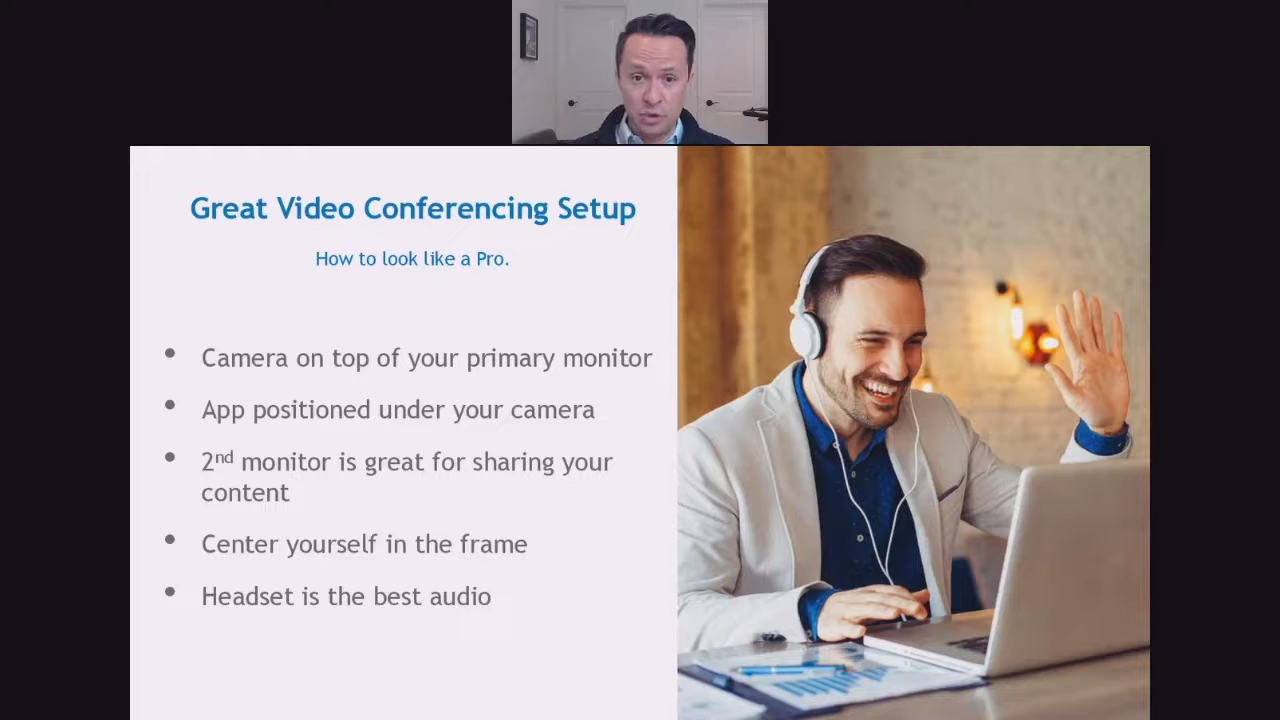 Great Video Conferencing Setup
How to look like a Pro.
• Camera on top of your primary monitor
• App positioned under your camera
• 2nd monitor is great for sharing your
content
• Center yourself in the frame
• Headset is the best audio